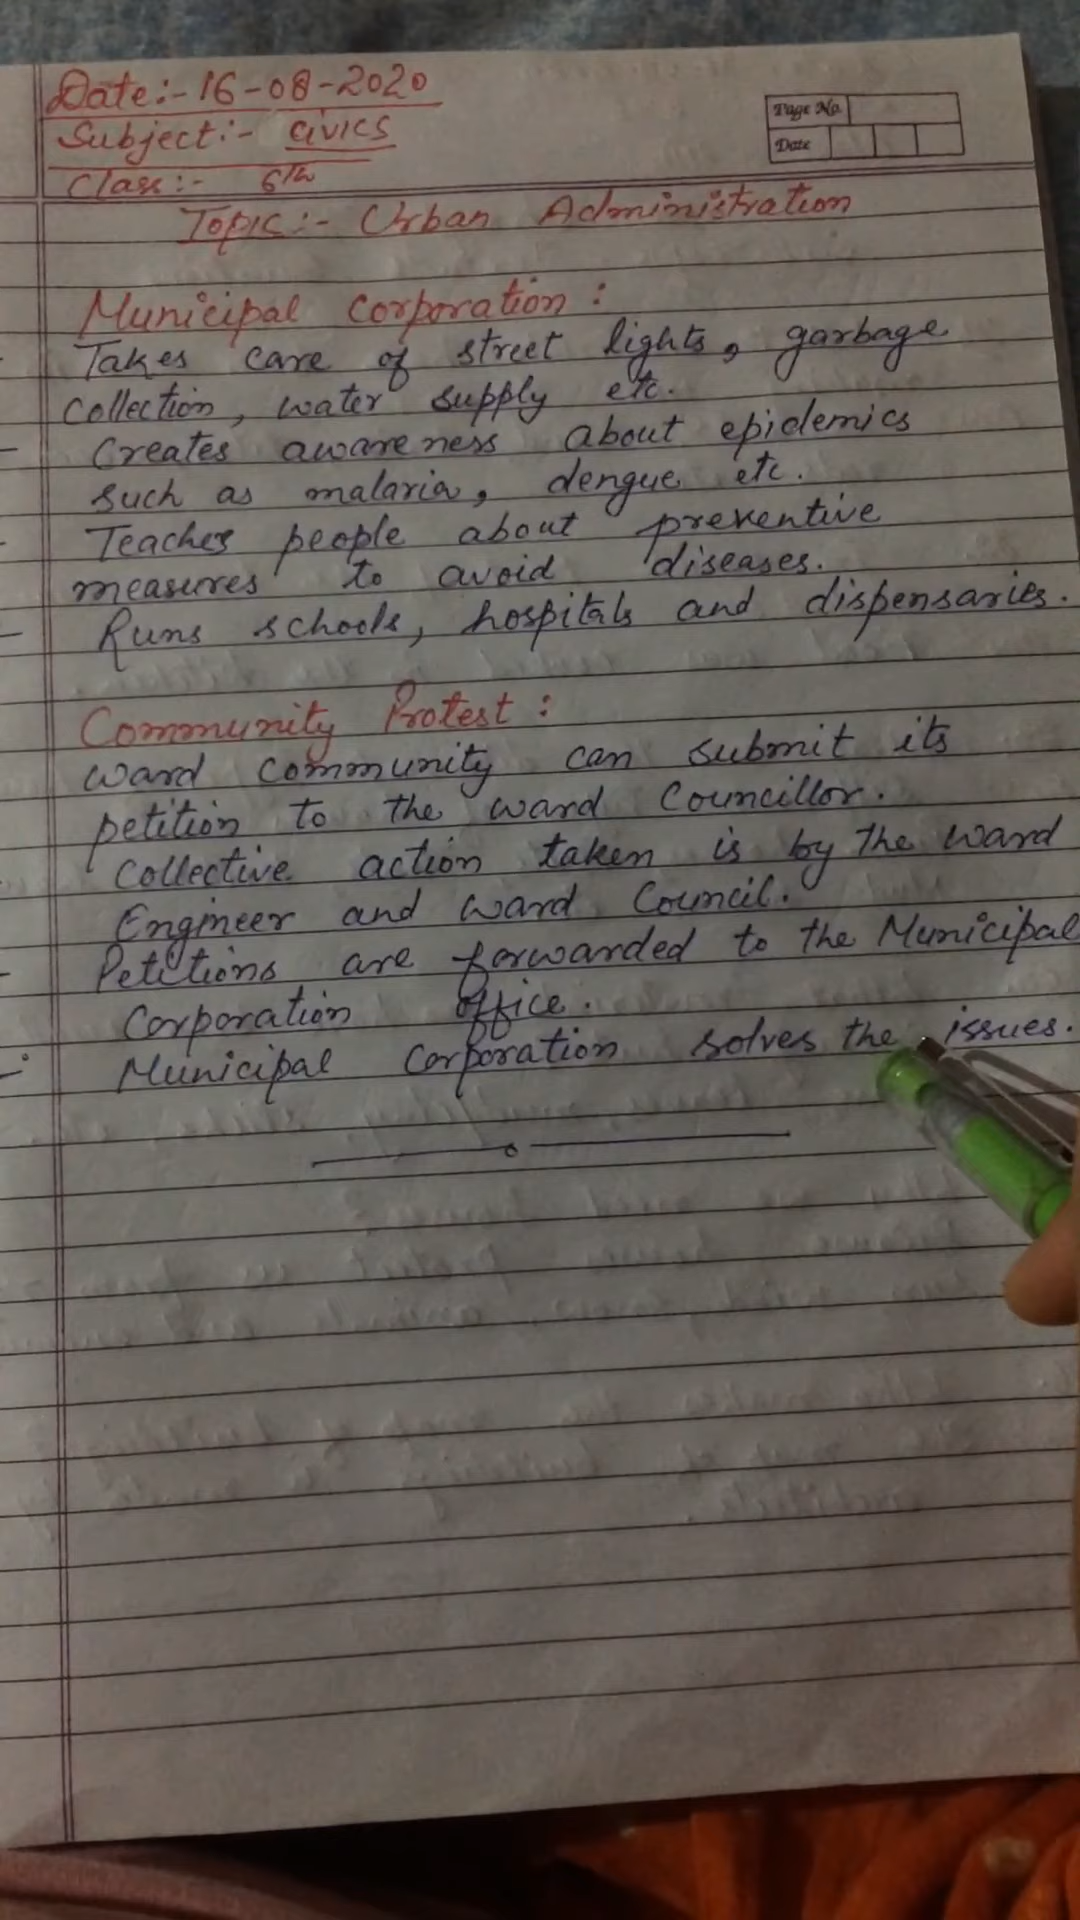 Date:- 16-08-2020
Subject:- civics
Class:- 6th
Page No.
Date
Topic:- Urban Administration
Municipal Corporation :
- Takes care of street lights, garbage
collection, water supply etc.
- Creates awareness about epidemics
such as malaria, dengue etc.
- Teaches people about preventive
measures to avoid diseases.
- Runs schools, hospitals and dispensaries.
Community Protest :
ward community can submit its
petition to the ward Councillor.
- Collective action taken is by the ward
Engineer and ward Council.
- Petitions are forwarded to the Municipal
Corporation office.
- Municipal Corporation solves the issues.